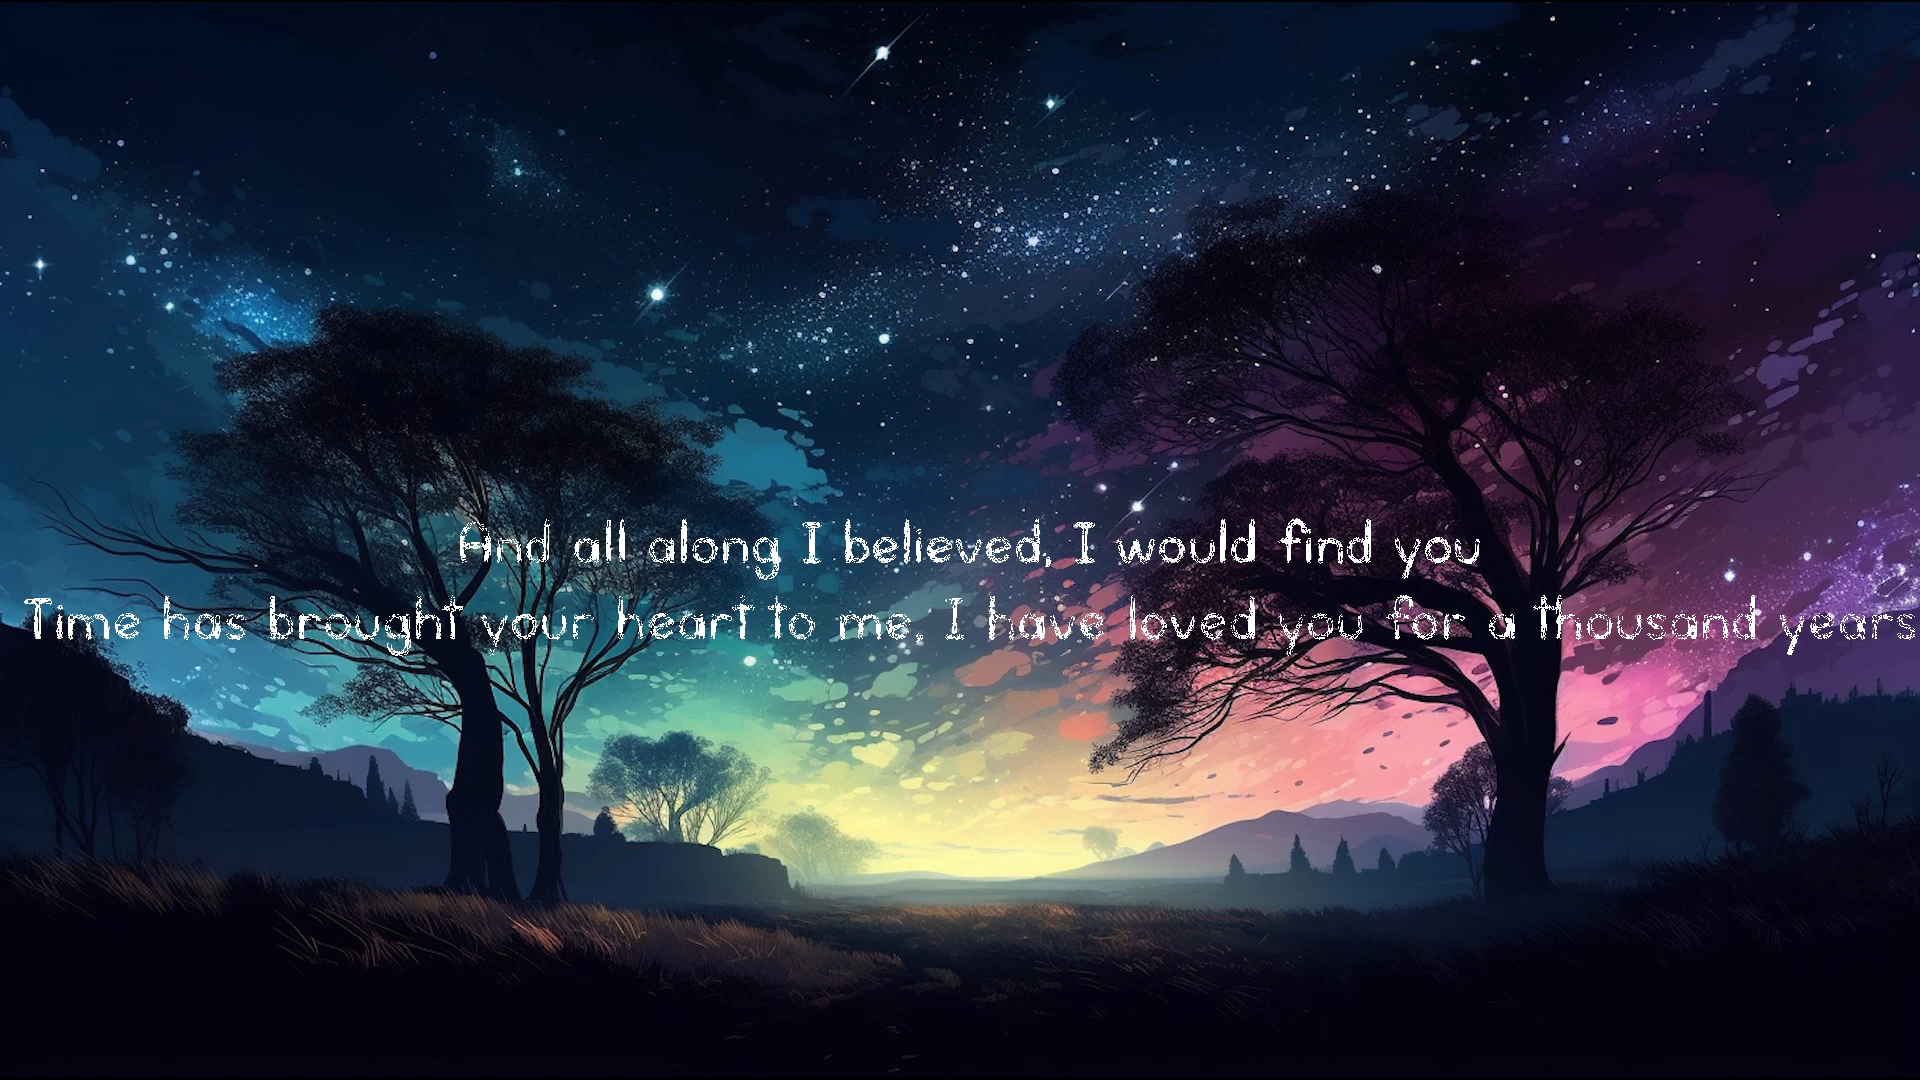 And all along I believed, I would find you
Time has brought your heart to me, I have loved you for a thousand years